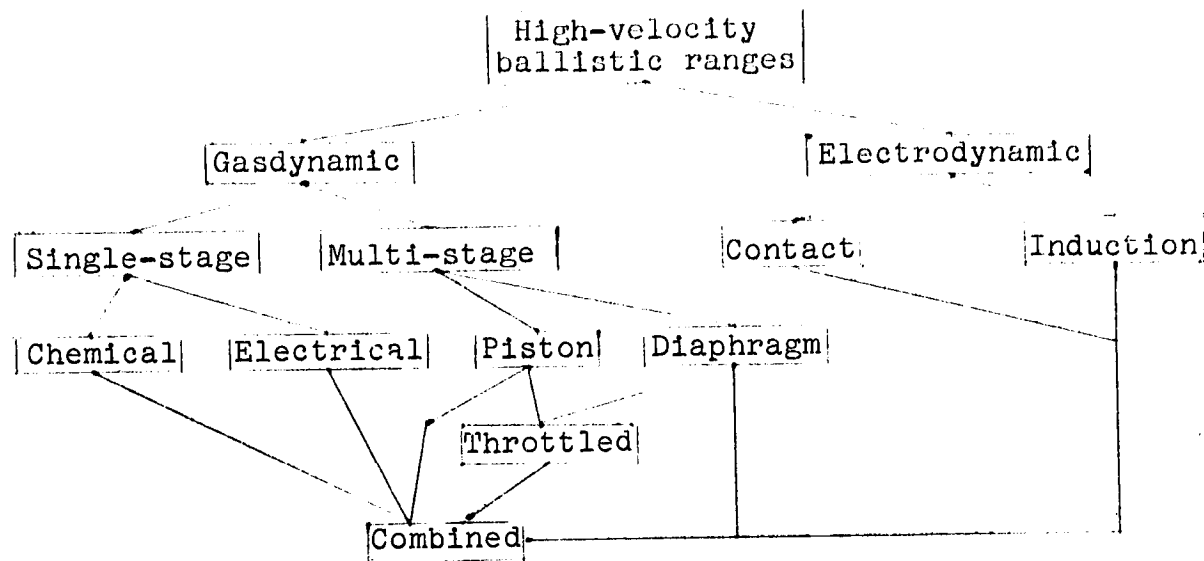 High-velocity
ballistic ranges
Gasdynamic
Electrodynamic
Single-stage
Multi-stage
Contact
Induction
Chemical
Electrical
Piston
Diaphragm
Throttled
Combined